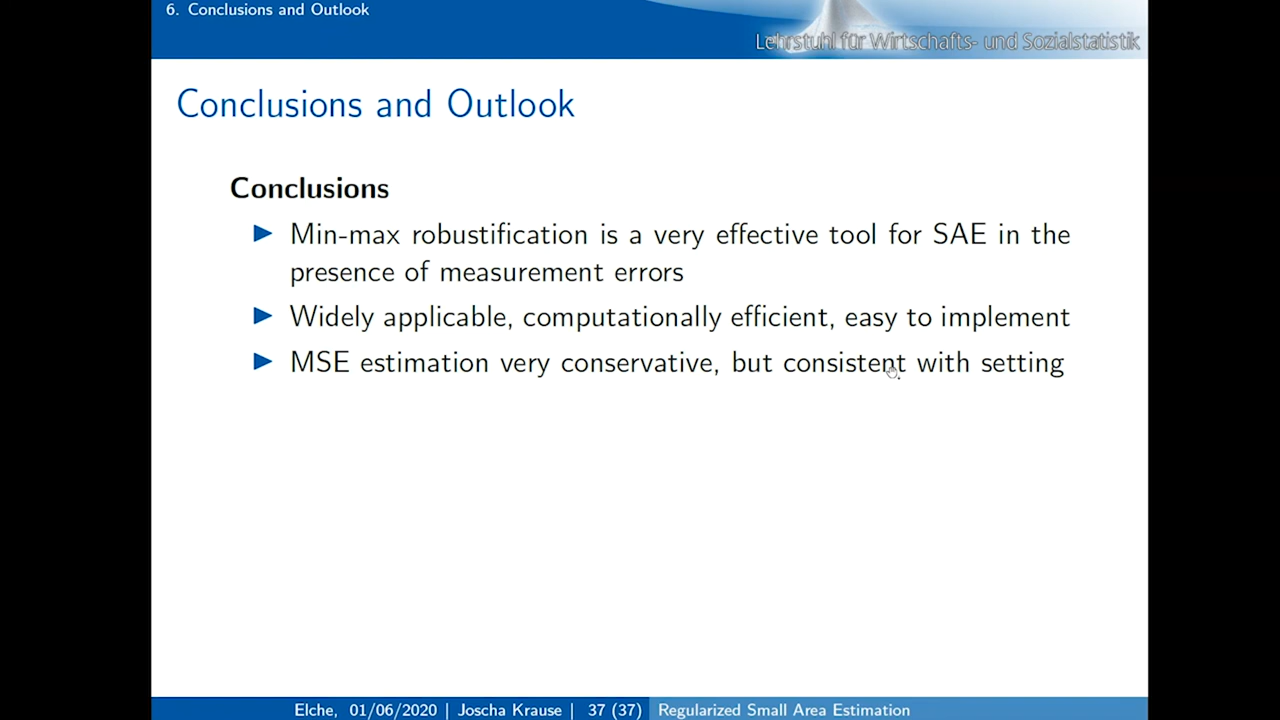 6. Conclusions and Outlook
Lehrstuhl für Wirtschafts- und Sozialstatistik
Conclusions and Outlook
Conclusions
▶ Min-max robustification is a very effective tool for SAE in the
presence of measurement errors
▶ Widely applicable, computationally efficient, easy to implement
▶ MSE estimation very conservative, but consistent with setting
Elche, 01/06/2020 | Joscha Krause | 37 (37) Regularized Small Area Estimation